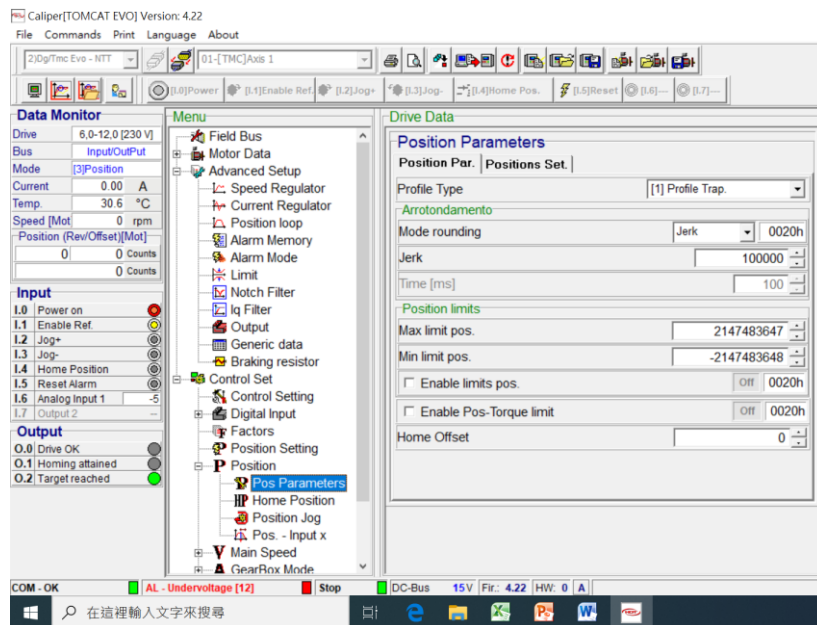 Caliper[TOMCAT EVO] Version: 4.22
File Commands Print Language About
2)Dg/Tmc Evo - NTT 01-[TMC]Axis 1
[I.0]Power [I.1]Enable Ref. [I.2]Jog+ [I.3]Jog- [I.4]Home Pos. [I.5]Reset [I.6]--- [I.7]---
Data Monitor
Drive 6,0-12,0 [230 V]
Bus Input/OutPut
Mode [3]Position
Current 0.00 A
Temp. 30.6 °C
Speed [Mot 0 rpm
Position (Rev/Offset)[Mot]
0 0 Counts
0 Counts
Input
I.0 Power on
I.1 Enable Ref.
I.2 Jog+
I.3 Jog-
I.4 Home Position
I.5 Reset Alarm
I.6 Analog Input 1 -5
I.7 Output 2 --
Output
O.0 Drive OK
O.1 Homing attained
O.2 Target reached
Menu
Field Bus
Motor Data
Advanced Setup
Speed Regulator
Current Regulator
Position loop
Alarm Memory
Alarm Mode
Limit
Notch Filter
Iq Filter
Output
Generic data
Braking resistor
Control Set
Control Setting
Digital Input
Factors
Position Setting
P Position
Pos Parameters
HP Home Position
Position Jog
Pos. - Input x
V Main Speed
A GearBox Mode
Drive Data
Position Parameters
Position Par. Positions Set.
Profile Type [1] Profile Trap.
Arrotondamento
Mode rounding Jerk 0020h
Jerk 100000
Time [ms] 100
Position limits
Max limit pos. 2147483647
Min limit pos. -2147483648
Enable limits pos. Off 0020h
Enable Pos-Torque limit Off 0020h
Home Offset 0
COM - OK AL - Undervoltage [12] Stop DC-Bus 15 V Fir.: 4.22 HW: 0 A
在這裡輸入文字來搜尋